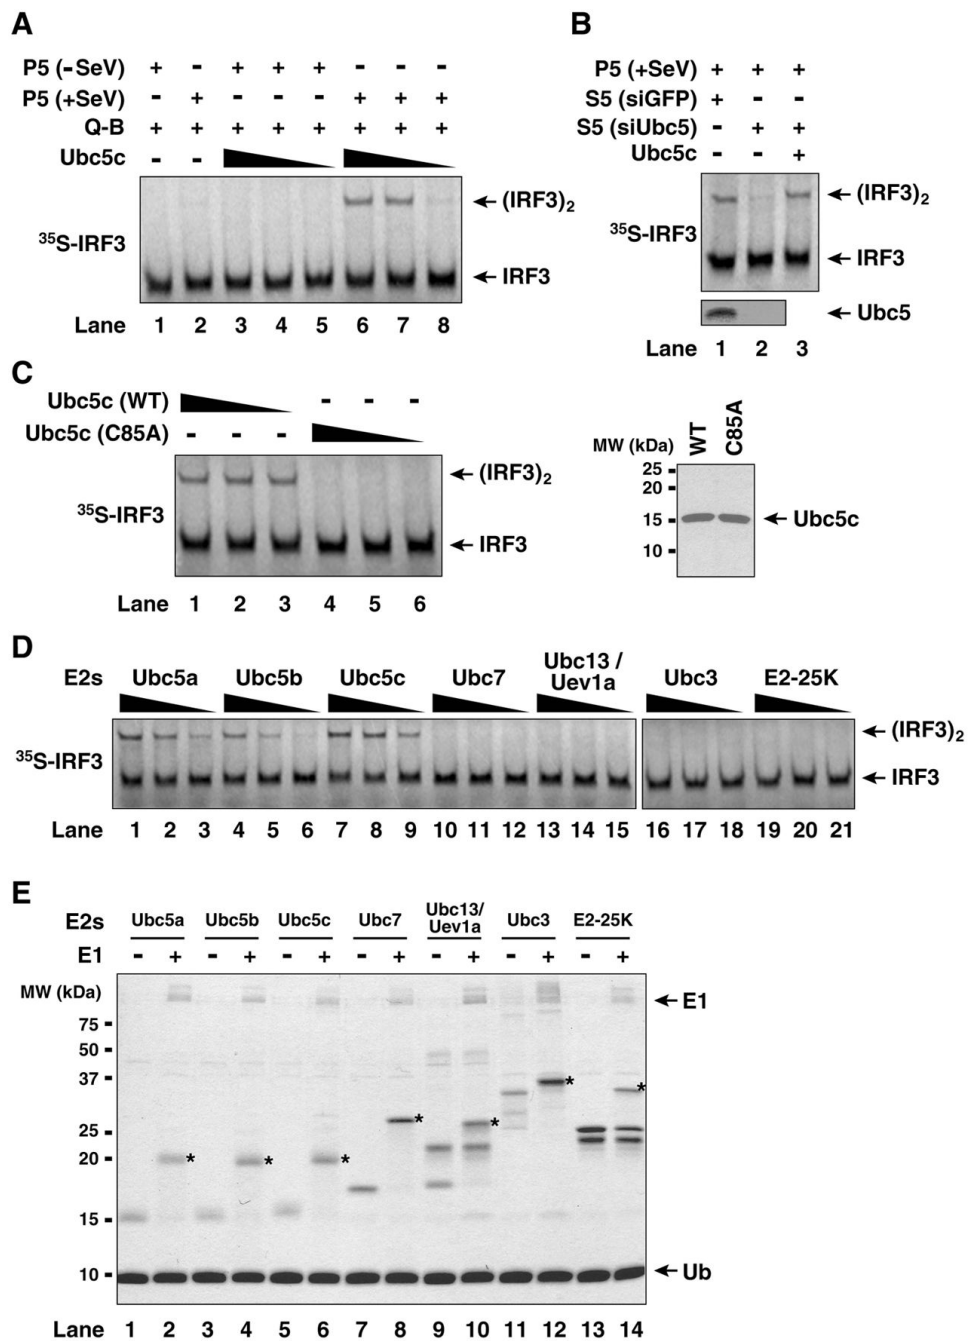 A
P5 (-SeV) + - + + + - - -
P5 (+SeV) - + - - - + + +
Q-B + + + + + + + +
Ubc5c - -
35S-IRF3
(IRF3)2
IRF3
Lane 1 2 3 4 5 6 7 8
B
P5 (+SeV) + + +
S5 (siGFP) + - -
S5 (siUbc5) - + +
Ubc5c +
35S-IRF3
(IRF3)2
IRF3
Ubc5
Lane 1 2 3
C
Ubc5c (WT) - - -
Ubc5c (C85A) - - -
35S-IRF3
(IRF3)2
IRF3
Lane 1 2 3 4 5 6
MW (kDa) WT C85A
25
20
15
10
Ubc5c
D
E2s Ubc5a Ubc5b Ubc5c Ubc7 Ubc13/ Uev1a Ubc3 E2-25K
35S-IRF3
(IRF3)2
IRF3
Lane 1 2 3 4 5 6 7 8 9 10 11 12 13 14 15 16 17 18 19 20 21
E
E2s Ubc5a Ubc5b Ubc5c Ubc7 Ubc13/ Uev1a Ubc3 E2-25K
E1 - + - + - + - + - + - + - +
MW (kDa)
E1
75
50
37
25
20
15
10
* * * * * * *
Ub
Lane 1 2 3 4 5 6 7 8 9 10 11 12 13 14